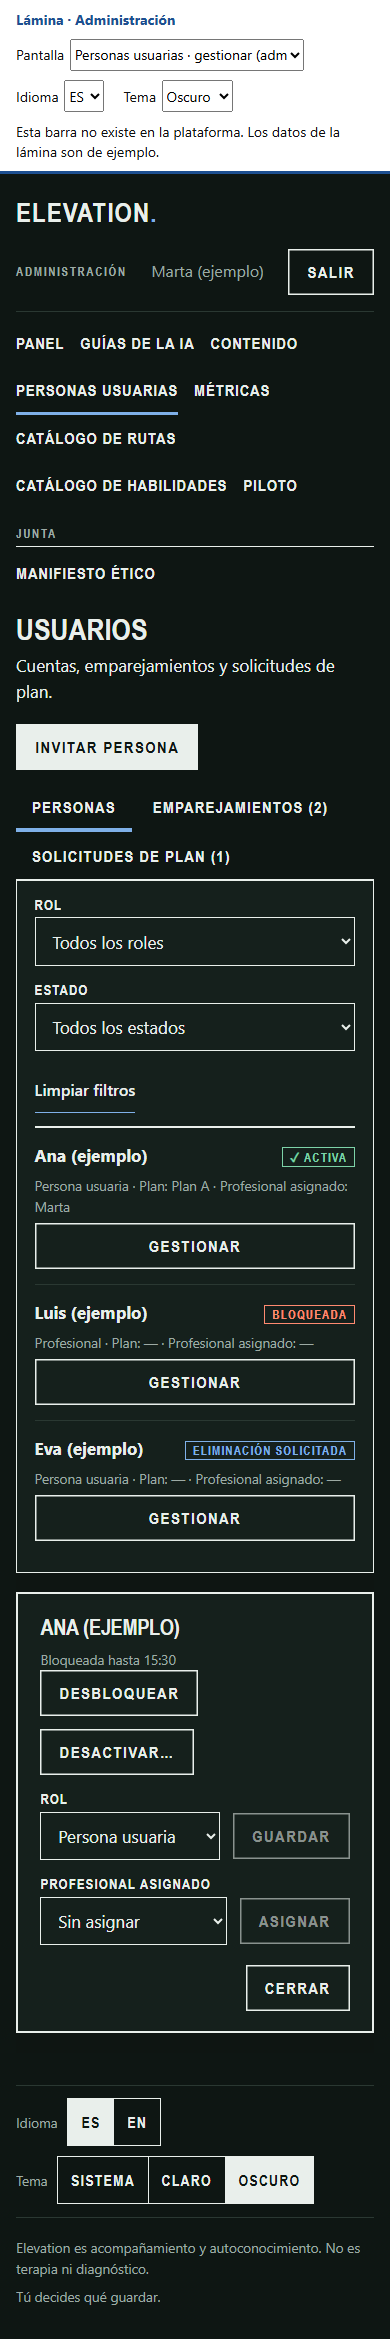 Lámina · Administración
Pantalla Personas usuarias - gestionar (adm
Idioma ES Tema Oscuro
Esta barra no existe en la plataforma. Los datos de la
lámina son de ejemplo.
ELEVATION.
ADMINISTRACIÓN Marta (ejemplo) SALIR
PANEL GUÍAS DE LA IA CONTENIDO
PERSONAS USUARIAS MÉTRICAS
CATÁLOGO DE RUTAS
CATÁLOGO DE HABILIDADES PILOTO
JUNTA
MANIFIESTO ÉTICO
USUARIOS
Cuentas, emparejamientos y solicitudes de
plan.
INVITAR PERSONA
PERSONAS EMPAREJAMIENTOS (2)
SOLICITUDES DE PLAN (1)
ROL
Todos los roles
ESTADO
Todos los estados
Limpiar filtros
Ana (ejemplo) ✓ ACTIVA
Persona usuaria · Plan: Plan A · Profesional asignado:
Marta
GESTIONAR
Luis (ejemplo) BLOQUEADA
Profesional · Plan: — · Profesional asignado: —
GESTIONAR
Eva (ejemplo) ELIMINACIÓN SOLICITADA
Persona usuaria · Plan: — · Profesional asignado: —
GESTIONAR
ANA (EJEMPLO)
Bloqueada hasta 15:30
DESBLOQUEAR
DESACTIVAR...
ROL
Persona usuaria GUARDAR
PROFESIONAL ASIGNADO
Sin asignar ASIGNAR
CERRAR
Idioma ES EN
Tema SISTEMA CLARO OSCURO
Elevation es acompañamiento y autoconocimiento. No es
terapia ni diagnóstico.
Tú decides qué guardar.